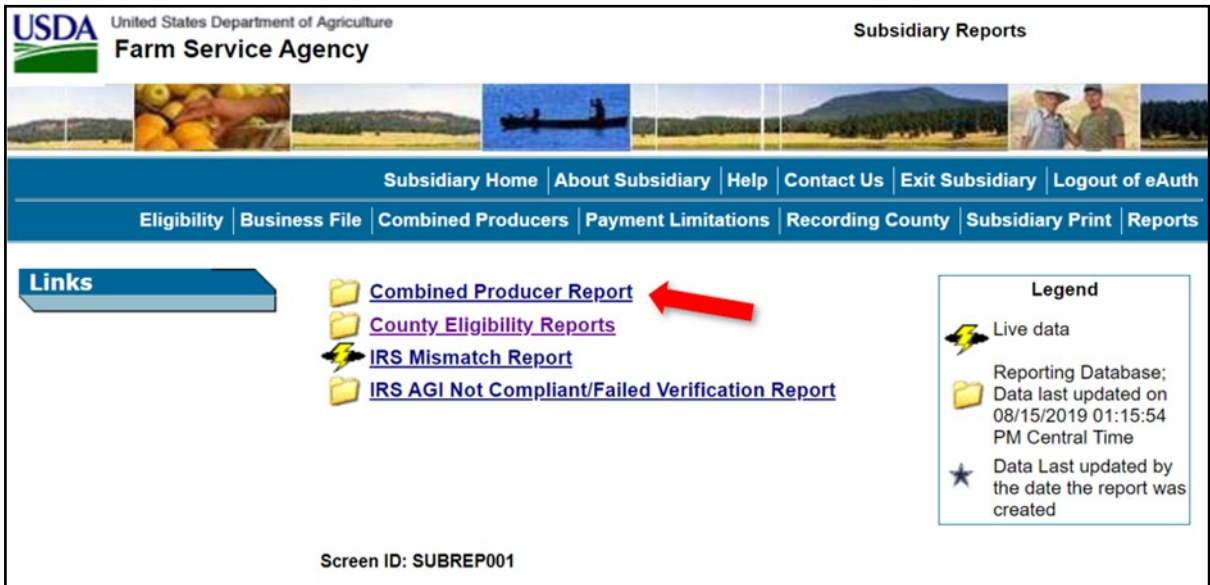 USDA
United States Department of Agriculture
Farm Service Agency
Subsidiary Reports
Subsidiary Home | About Subsidiary | Help | Contact Us | Exit Subsidiary | Logout of eAuth
Eligibility | Business File | Combined Producers | Payment Limitations | Recording County | Subsidiary Print | Reports
Links
Combined Producer Report
County Eligibility Reports
IRS Mismatch Report
IRS AGI Not Compliant/Failed Verification Report
Legend
Live data
Reporting Database;
Data last updated on
08/15/2019 01:15:54
PM Central Time
Data Last updated by
the date the report was
created
Screen ID: SUBREP001